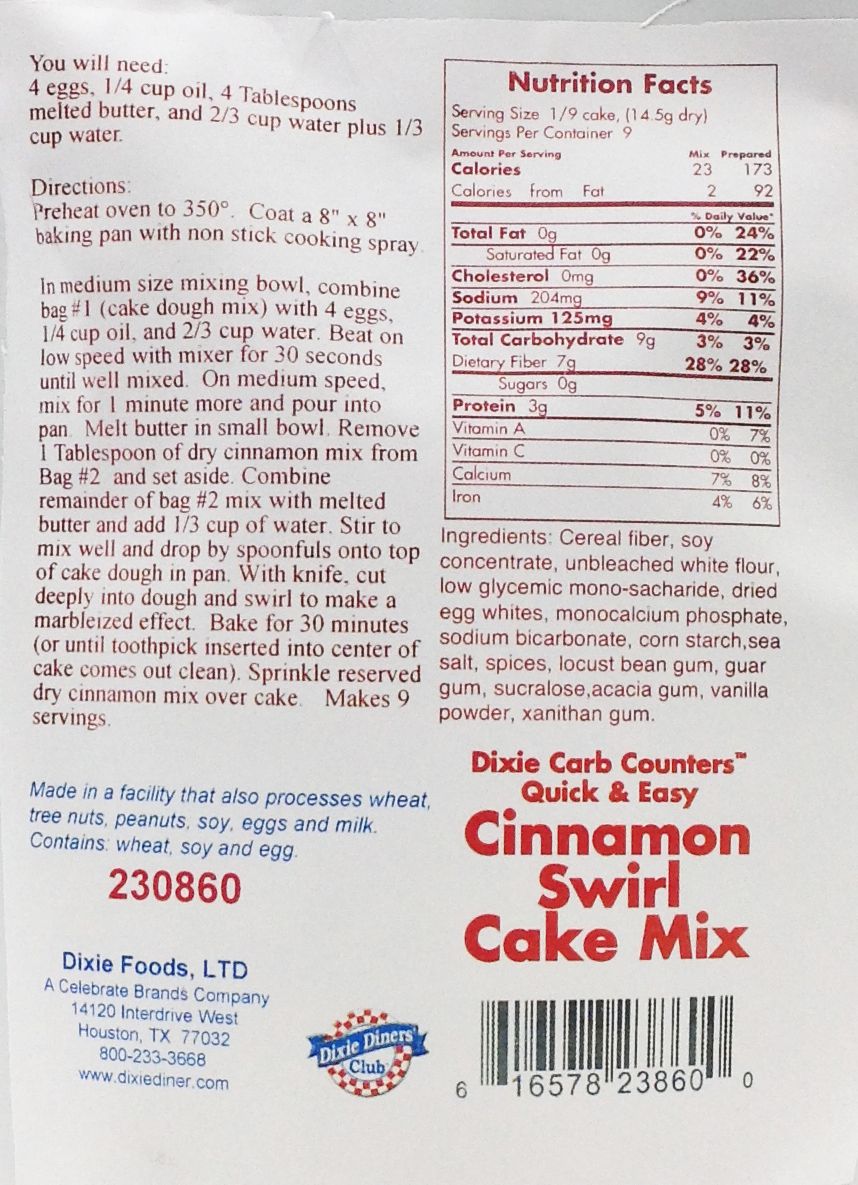 You will need:
4 eggs, 1/4 cup oil, 4 Tablespoons
melted butter, and 2/3 cup water plus 1/3
cup water.
Directions:
Preheat oven to 350°. Coat a 8" x 8"
baking pan with non stick cooking spray.
In medium size mixing bowl, combine
bag #1 (cake dough mix) with 4 eggs,
1/4 cup oil, and 2/3 cup water. Beat on
low speed with mixer for 30 seconds
until well mixed. On medium speed,
mix for 1 minute more and pour into
pan. Melt butter in small bowl. Remove
1 Tablespoon of dry cinnamon mix from
Bag #2 and set aside. Combine
remainder of bag #2 mix with melted
butter and add 1/3 cup of water. Stir to
mix well and drop by spoonfuls onto top
of cake dough in pan. With knife, cut
deeply into dough and swirl to make a
marbleized effect. Bake for 30 minutes
(or until toothpick inserted into center of
cake comes out clean). Sprinkle reserved
dry cinnamon mix over cake. Makes 9
servings.
Made in a facility that also processes wheat,
tree nuts, peanuts, soy, eggs and milk.
Contains: wheat, soy and egg.
230860
Dixie Foods, LTD
A Celebrate Brands Company
14120 Interdrive West
Houston, TX 77032
800-233-3668
www.dixiediner.com
Dixie Diners'
Club
Nutrition Facts
Serving Size 1/9 cake, (14.5g dry)
Servings Per Container 9
Amount Per Serving Mix Prepared
Calories 23 173
Calories from Fat 2 92
% Daily Value*
Total Fat 0g 0% 24%
Saturated Fat 0g 0% 22%
Cholesterol 0mg 0% 36%
Sodium 204mg 9% 11%
Potassium 125mg 4% 4%
Total Carbohydrate 9g 3% 3%
Dietary Fiber 7g 28% 28%
Sugars 0g
Protein 3g 5% 11%
Vitamin A 0% 7%
Vitamin C 0% 0%
Calcium 7% 8%
Iron 4% 6%
Ingredients: Cereal fiber, soy
concentrate, unbleached white flour,
low glycemic mono-sacharide, dried
egg whites, monocalcium phosphate,
sodium bicarbonate, corn starch,sea
salt, spices, locust bean gum, guar
gum, sucralose,acacia gum, vanilla
powder, xanithan gum.
Dixie Carb Counters™
Quick & Easy
Cinnamon
Swirl
Cake Mix
6 16578 23860 0